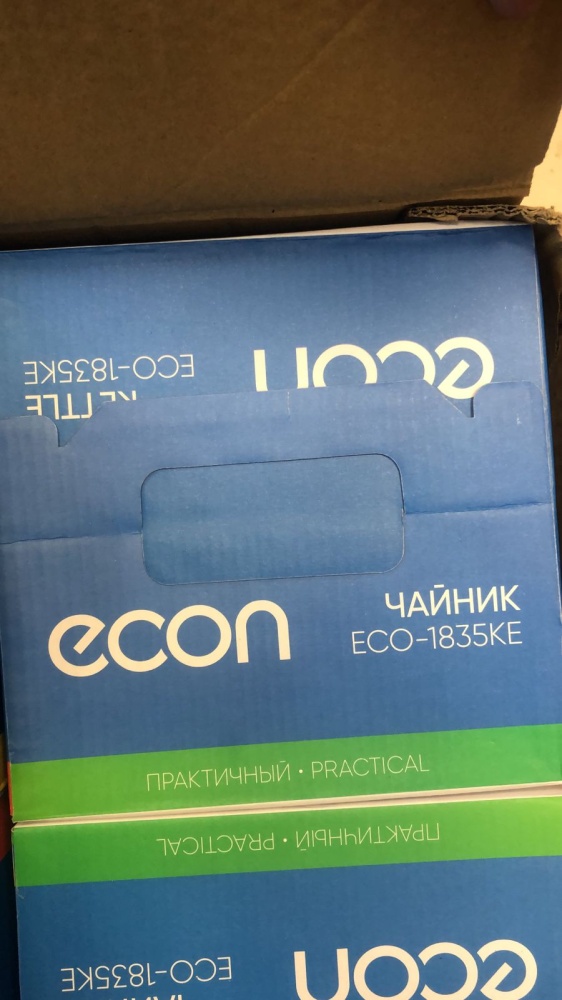 econ
ECO-1835KE
KETTLE
econ
ЧАЙНИК
ECO-1835KE
ПРАКТИЧНЫЙ • PRACTICAL
ПРАКТИЧНЫЙ • PRACTICAL
econ
ECO-1835KE